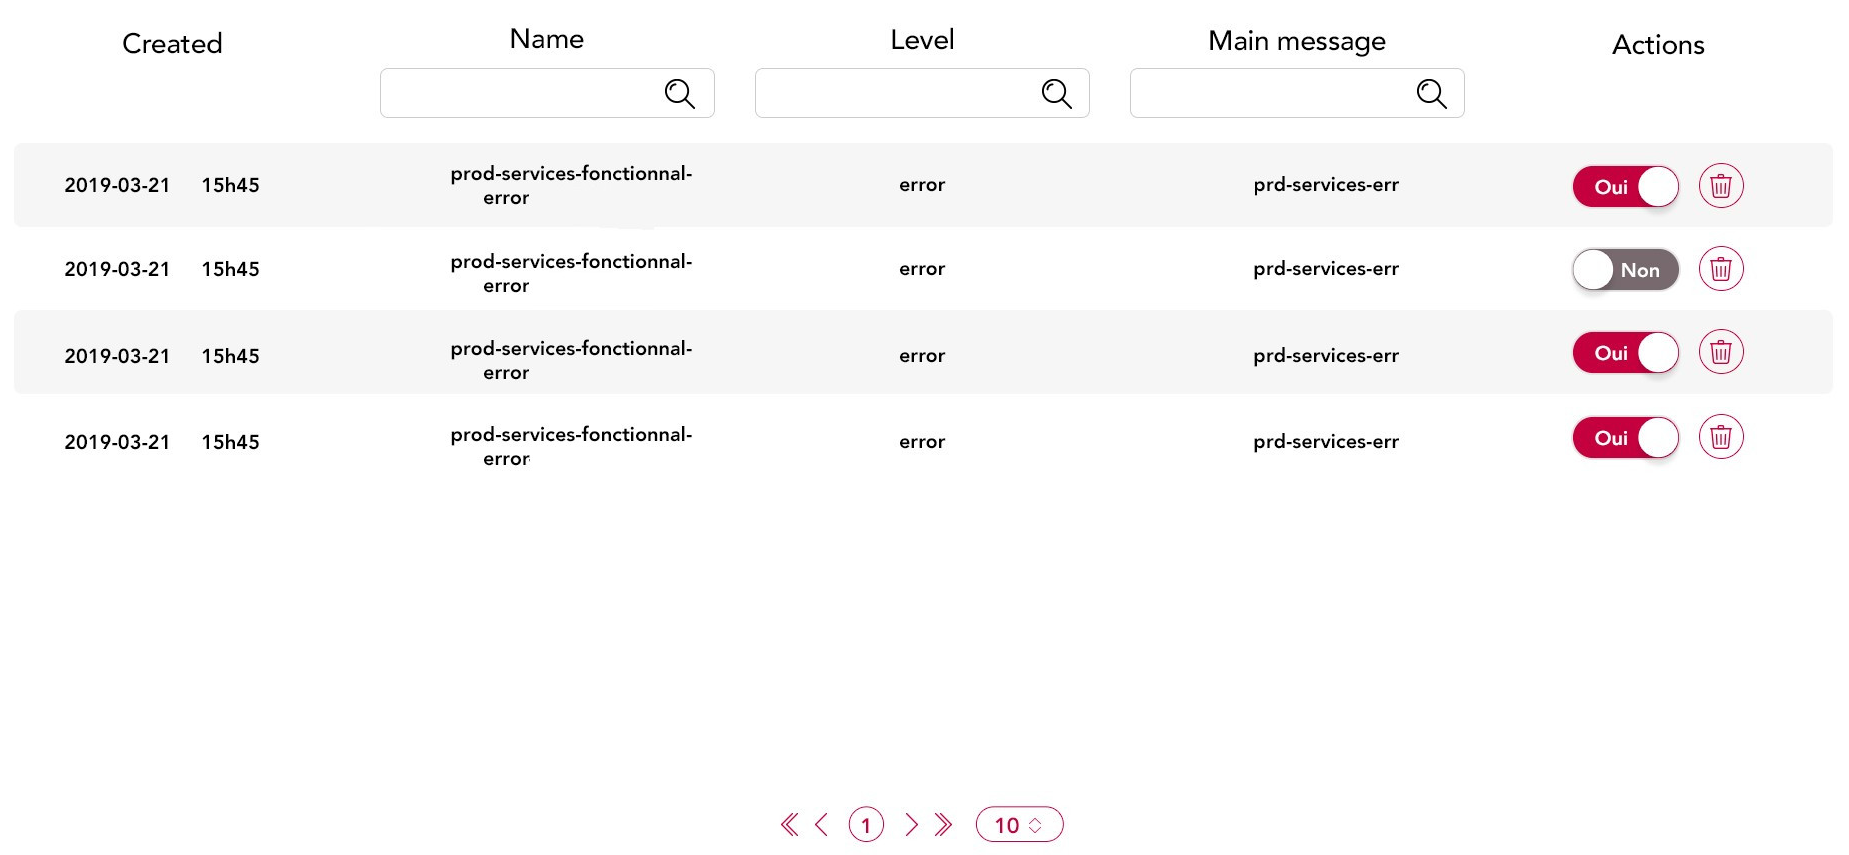 Created Name Level Main message Actions
2019-03-21 15h45 prod-services-fonctionnal-error error prd-services-err Oui
2019-03-21 15h45 prod-services-fonctionnal-error error prd-services-err Non
2019-03-21 15h45 prod-services-fonctionnal-error error prd-services-err Oui
2019-03-21 15h45 prod-services-fonctionnal-error error prd-services-err Oui
1 10